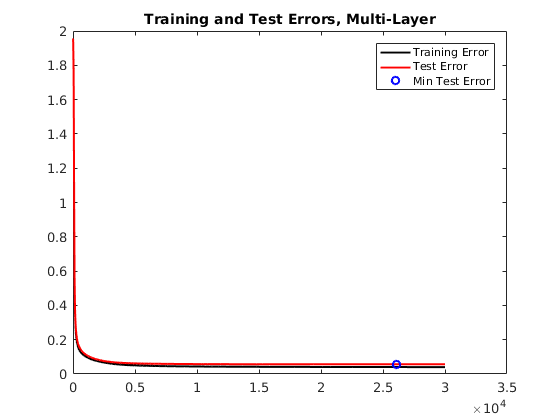 Training and Test Errors, Multi-Layer
2
1.8
1.6
1.4
1.2
1
0.8
0.6
0.4
0.2
0
Training Error
Test Error
Min Test Error
0 0.5 1 1.5 2 2.5 3 3.5
×10^4